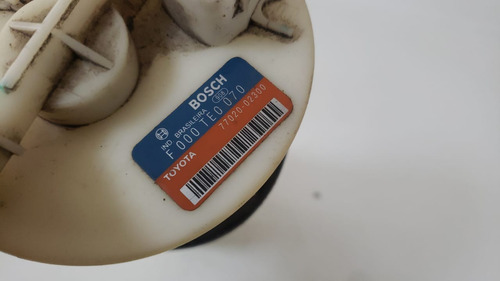 BOSCH
IND. BRASILEIRA
F 000 TE0 070
TOYOTA
77020-02300